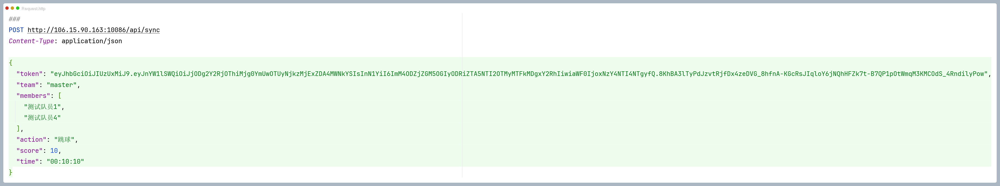 Request.http
###
POST http://106.15.90.163:10086/api/sync
Content-Type: application/json
{
"token": "eyJhbGciOiJIUzUxMiJ9.eyJnYW1lSWQiOiJjODg2Y2RjOThiMjg0YmUwOTUyNjkzMjExZDA4MWNkYSIsInN1YiI6ImM4ODZjZGM5OGIyODRiZTA5NTI2OTMyMTFkMDgxY2RhIiwiaWF0IjoxNzY4NTI4NTgyfQ.8KhBA3lTyPdJzvtRjfDx4zeDVG_8hfnA-KGcRsJIqloY6jNQhHFZk7t-B7QP1pOtWmqM3KMCOdS_4RndilyPow",
"team": "master",
"members": [
"测试队员1",
"测试队员4"
],
"action": "跳球",
"score": 10,
"time": "00:10:10"
}